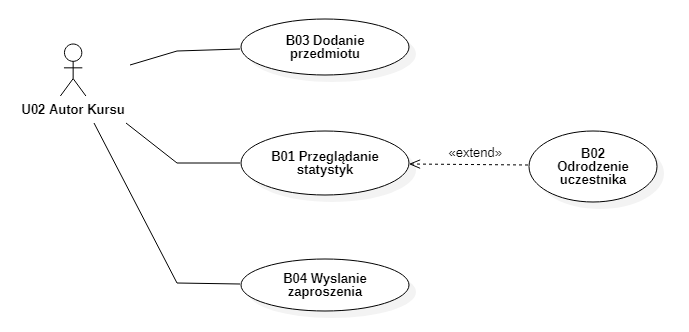 B03 Dodanie
przedmiotu
U02 Autor Kursu
B01 Przeglądanie
statystyk
«extend»
B02
Odrodzenie
uczestnika
B04 Wyslanie
zaproszenia